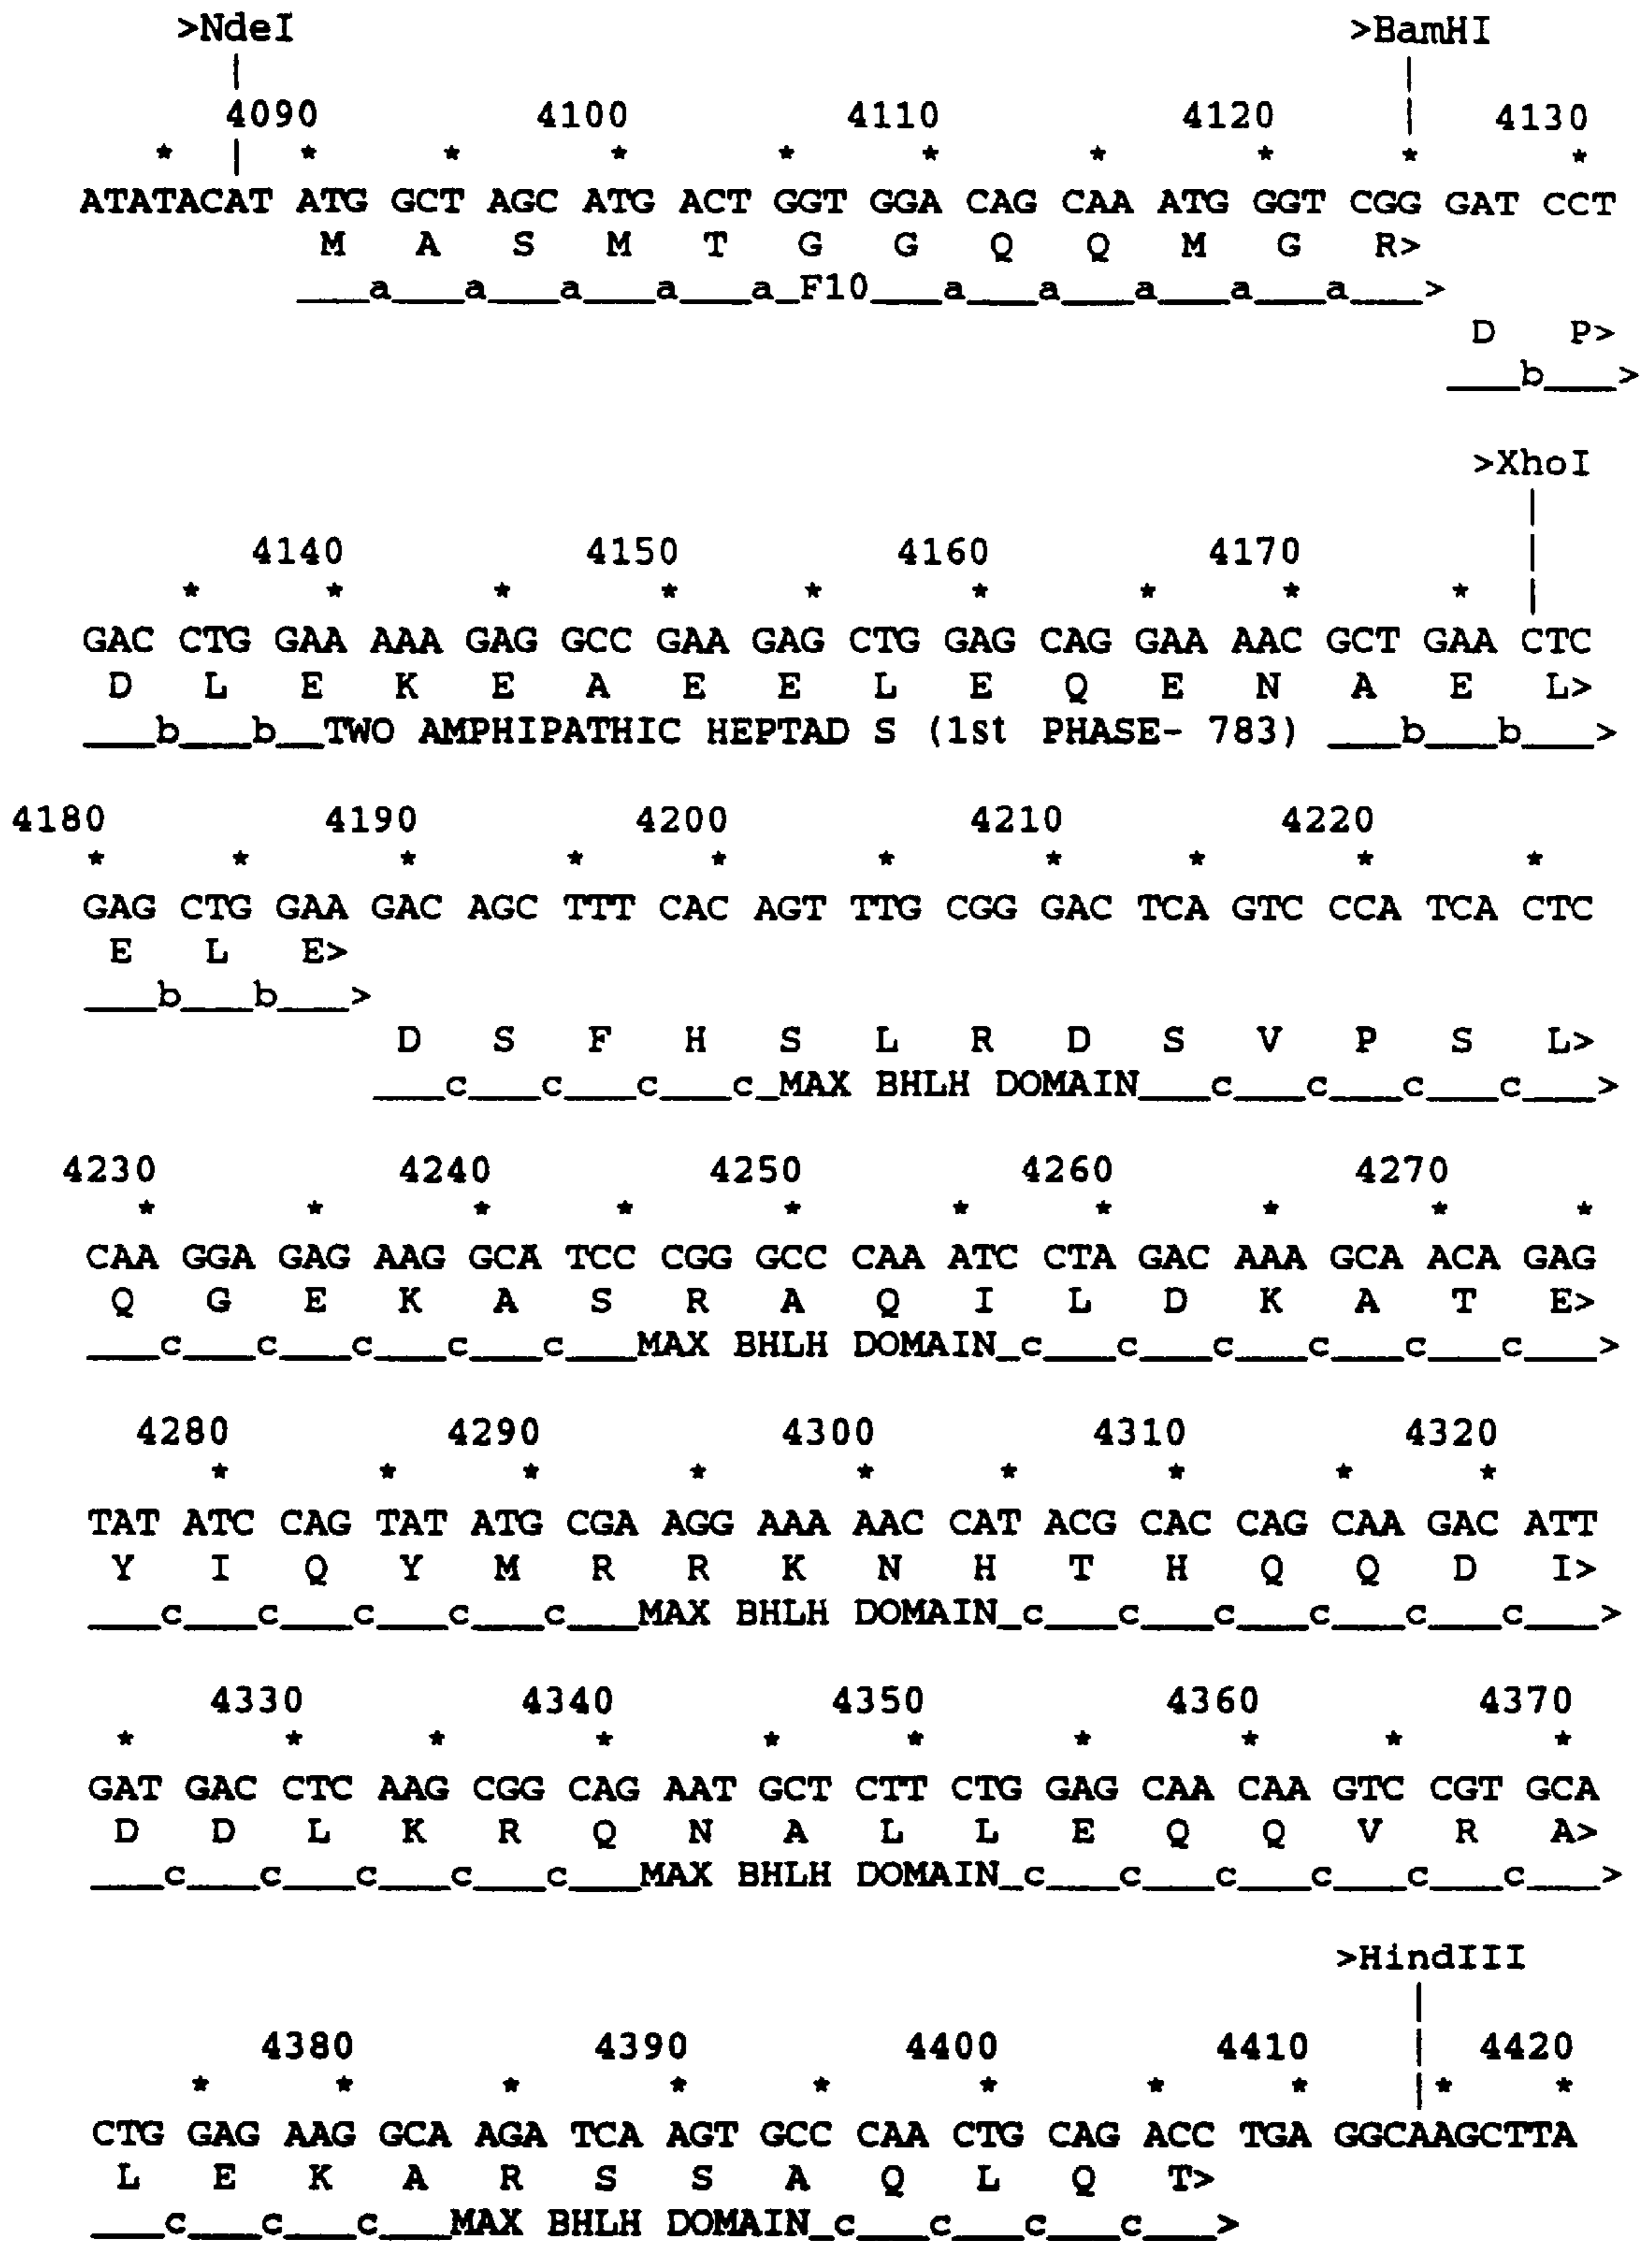 >NdeI >BamHI
4090 4100 4110 4120 4130
* | * * * * * * * * *
ATATACAT ATG GCT AGC ATG ACT GGT GGA CAG CAA ATG GGT CGG GAT CCT
M A S M T G G Q Q M G R>
___a___a___a___a___a_F10___a___a___a___a___a___>
D P>
___b___>
>XhoI
4140 4150 4160 4170
* * * * * * * * * |
GAC CTG GAA AAA GAG GCC GAA GAG CTG GAG CAG GAA AAC GCT GAA CTC
D L E K E A E E L E Q E N A E L>
___b___b__TWO AMPHIPATHIC HEPTAD S (1st PHASE- 783) ___b___b___>
4180 4190 4200 4210 4220
* * * * * * * * * *
GAG CTG GAA GAC AGC TTT CAC AGT TTG CGG GAC TCA GTC CCA TCA CTC
E L E>
___b___b___>
D S F H S L R D S V P S L>
___c___c___c___c_MAX BHLH DOMAIN___c___c___c___c___>
4230 4240 4250 4260 4270
* * * * * * * * * *
CAA GGA GAG AAG GCA TCC CGG GCC CAA ATC CTA GAC AAA GCA ACA GAG
Q G E K A S R A Q I L D K A T E>
___c___c___c___c___c___MAX BHLH DOMAIN_c___c___c___c___c___c___>
4280 4290 4300 4310 4320
* * * * * * * * *
TAT ATC CAG TAT ATG CGA AGG AAA AAC CAT ACG CAC CAG CAA GAC ATT
Y I Q Y M R R K N H T H Q Q D I>
___c___c___c___c___c___MAX BHLH DOMAIN_c___c___c___c___c___c___>
4330 4340 4350 4360 4370
* * * * * * * * * *
GAT GAC CTC AAG CGG CAG AAT GCT CTT CTG GAG CAA CAA GTC CGT GCA
D D L K R Q N A L L E Q Q V R A>
___c___c___c___c___c___MAX BHLH DOMAIN_c___c___c___c___c___c___>
>HindIII
4380 4390 4400 4410 4420
* * * * * * * * |* *
CTG GAG AAG GCA AGA TCA AGT GCC CAA CTG CAG ACC TGA GGCAAGCTTA
L E K A R S S A Q L Q T>
___c___c___c___MAX BHLH DOMAIN_c___c___c___c___>